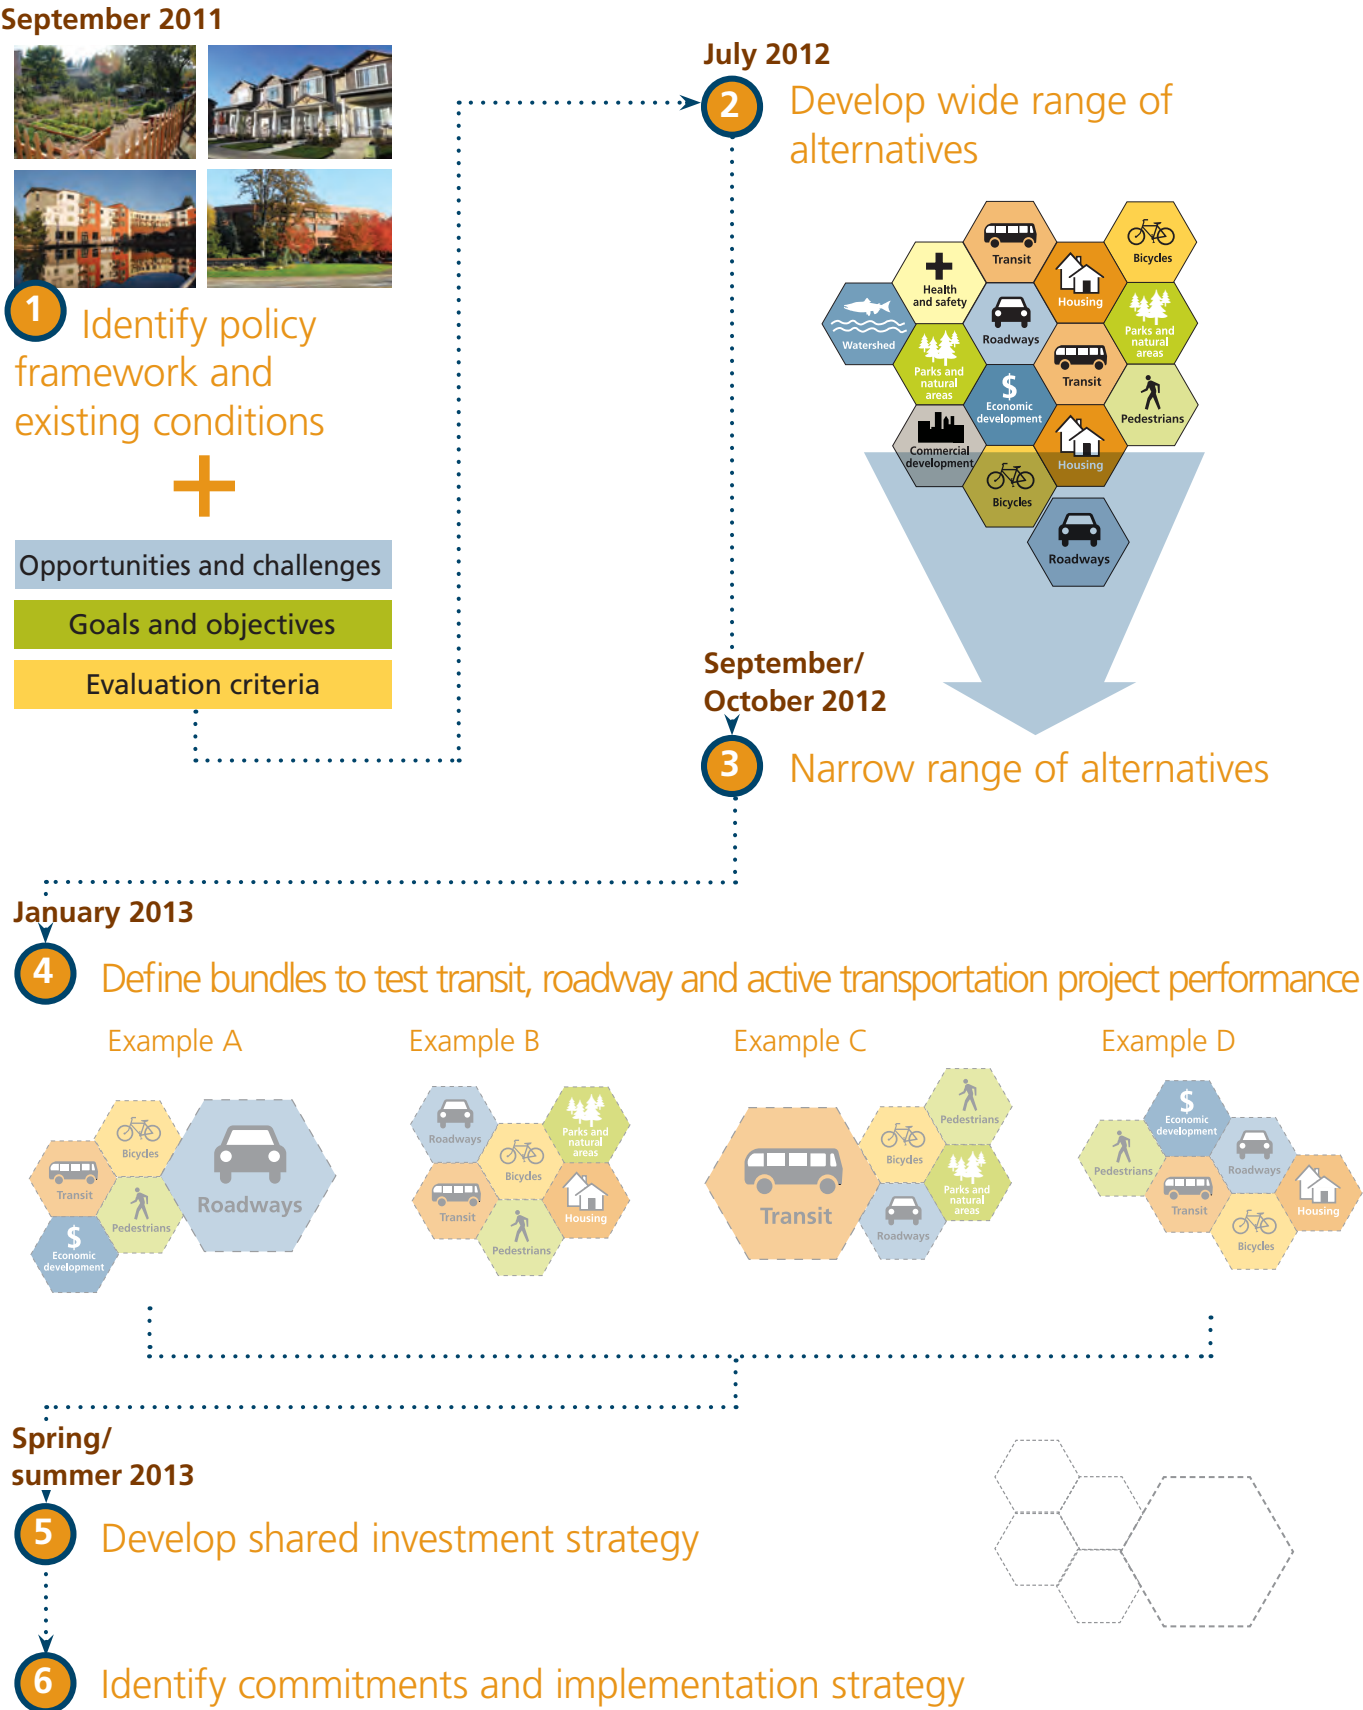 September 2011
1
Identify policy
framework and
existing conditions
Opportunities and challenges
Goals and objectives
Evaluation criteria
July 2012
2
Develop wide range of
alternatives
Transit
Bicycles
Health
and safety
Housing
Watershed
Roadways
Parks and
natural
areas
Parks and
natural
areas
Transit
Economic
development
Pedestrians
Commercial
development
Housing
Bicycles
Roadways
September/
October 2012
3
Narrow range of alternatives
January 2013
4
Define bundles to test transit, roadway and active transportation project performance
Example A
Bicycles
Transit
Roadways
Pedestrians
$
Economic
development
Example B
Roadways
Parks and
natural
areas
Bicycles
Transit
Housing
Pedestrians
Example C
Pedestrians
Bicycles
Transit
Parks and
natural
areas
Roadways
Example D
$
Economic
development
Pedestrians
Roadways
Transit
Housing
Bicycles
Spring/
summer 2013
5
Develop shared investment strategy
6
Identify commitments and implementation strategy